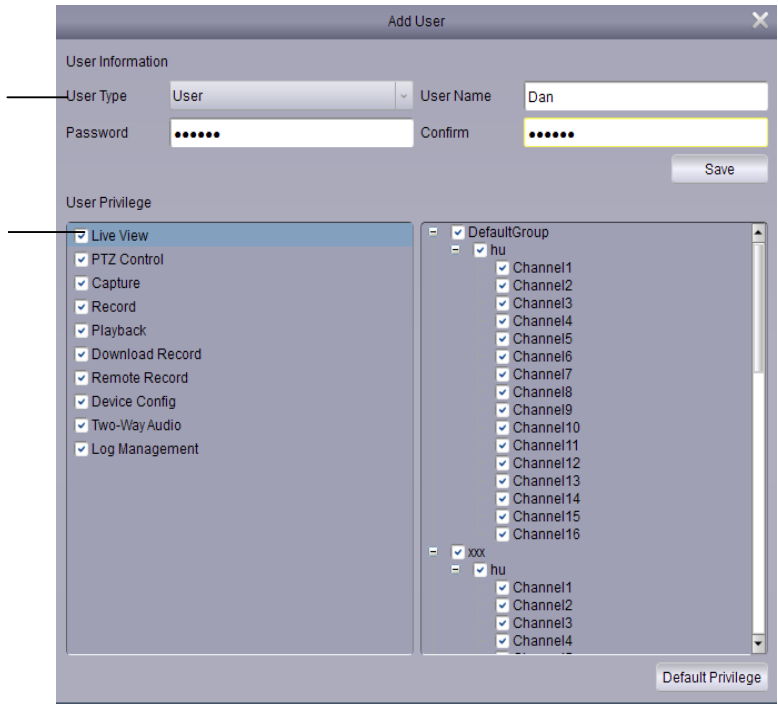 Add User
User Information
User Type User User Name Dan
Password •••••• Confirm ••••••
Save
User Privilege
Live View
PTZ Control
Capture
Record
Playback
Download Record
Remote Record
Device Config
Two-Way Audio
Log Management
DefaultGroup
hu
Channel1
Channel2
Channel3
Channel4
Channel5
Channel6
Channel7
Channel8
Channel9
Channel10
Channel11
Channel12
Channel13
Channel14
Channel15
Channel16
xxx
hu
Channel1
Channel2
Channel3
Channel4
Default Privilege